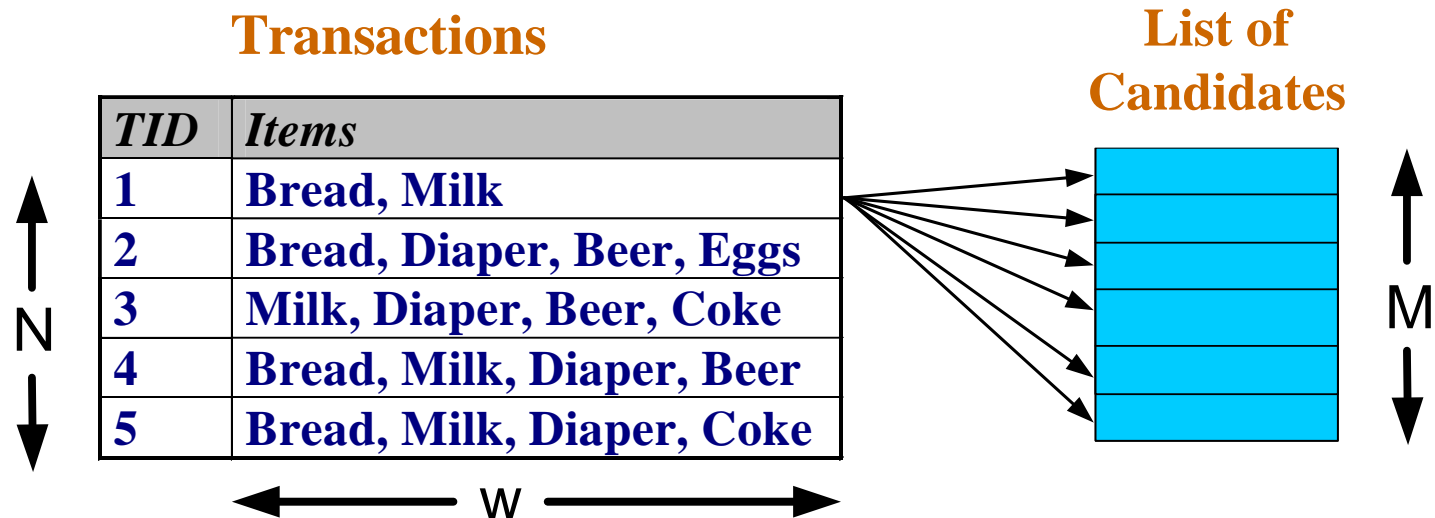 Transactions
List of
Candidates
TID Items
1 Bread, Milk
2 Bread, Diaper, Beer, Eggs
3 Milk, Diaper, Beer, Coke
4 Bread, Milk, Diaper, Beer
5 Bread, Milk, Diaper, Coke
N
M
w